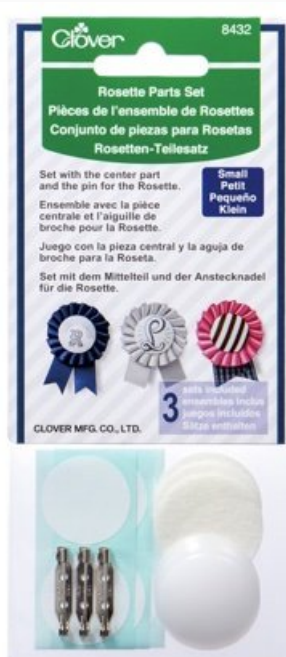 Clover
8432
Rosette Parts Set
Pièces de l'ensemble de Rosettes
Conjunto de piezas para Rosetas
Rosetten-Teilesatz
Set with the center part
and the pin for the Rosette.
Small
Petit
Pequeño
Klein
Ensemble avec la pièce
centrale et l'aiguille de
broche pour la Rosette.
Juego con la pieza central y la aguja de
broche para la Roseta.
Set mit dem Mittelteil und der Anstecknadel
für die Rosette.
R
L
3
sets included
ensembles inclus
juegos incluidos
Sätze enthalten
CLOVER MFG. CO., LTD.